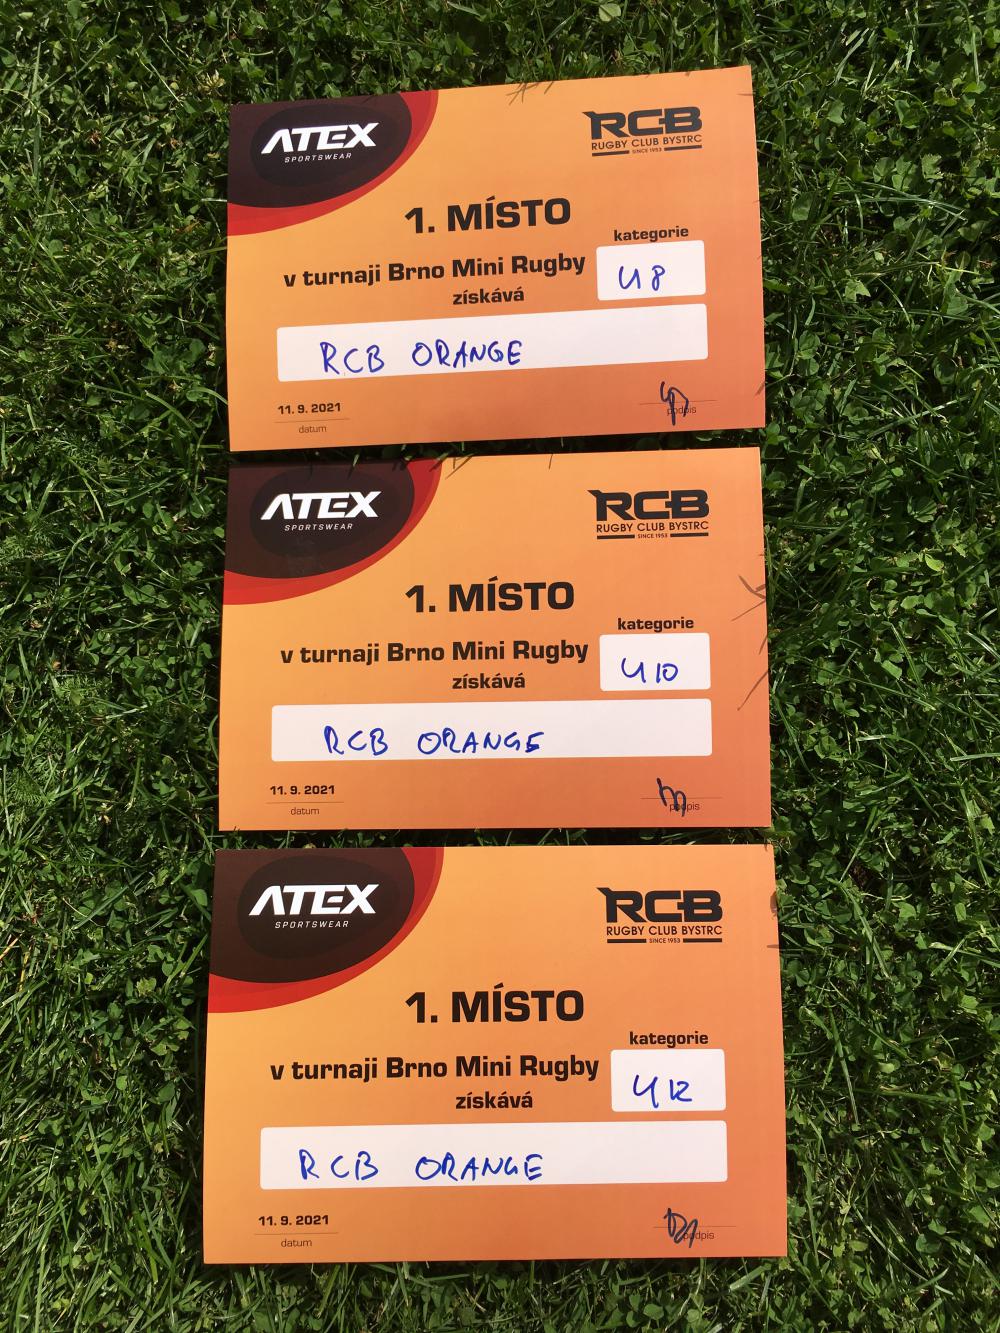 ATEX
SPORTSWEAR
RCB
RUGBY CLUB BYSTRC
SINCE 1953
1. MÍSTO
kategorie
v turnaji Brno Mini Rugby
U8
získává
RCB ORANGE
11. 9. 2021
datum
podpis
ATEX
SPORTSWEAR
RCB
RUGBY CLUB BYSTRC
SINCE 1953
1. MÍSTO
kategorie
v turnaji Brno Mini Rugby
U10
získává
RCB ORANGE
11. 9. 2021
datum
podpis
ATEX
SPORTSWEAR
RCB
RUGBY CLUB BYSTRC
SINCE 1953
1. MÍSTO
kategorie
v turnaji Brno Mini Rugby
U12
získává
RCB ORANGE
11. 9. 2021
datum
podpis